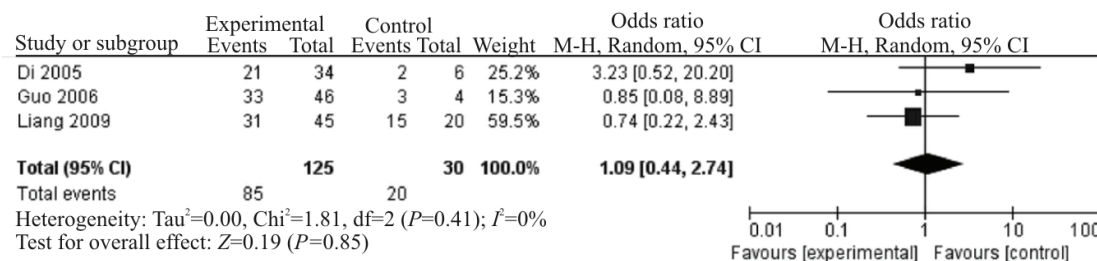 Experimental Control Odds ratio Odds ratio
Study or subgroup Events Total Events Total Weight M-H, Random, 95% CI M-H, Random, 95% CI
Di 2005 21 34 2 6 25.2% 3.23 [0.52, 20.20]
Guo 2006 33 46 3 4 15.3% 0.85 [0.08, 8.89]
Liang 2009 31 45 15 20 59.5% 0.74 [0.22, 2.43]
Total (95% CI) 125 30 100.0% 1.09 [0.44, 2.74]
Total events 85 20
Heterogeneity: Tau²=0.00, Chi²=1.81, df=2 (P=0.41); I²=0%
Test for overall effect: Z=0.19 (P=0.85)
0.01 0.1 1 10 100
Favours [experimental] Favours [control]